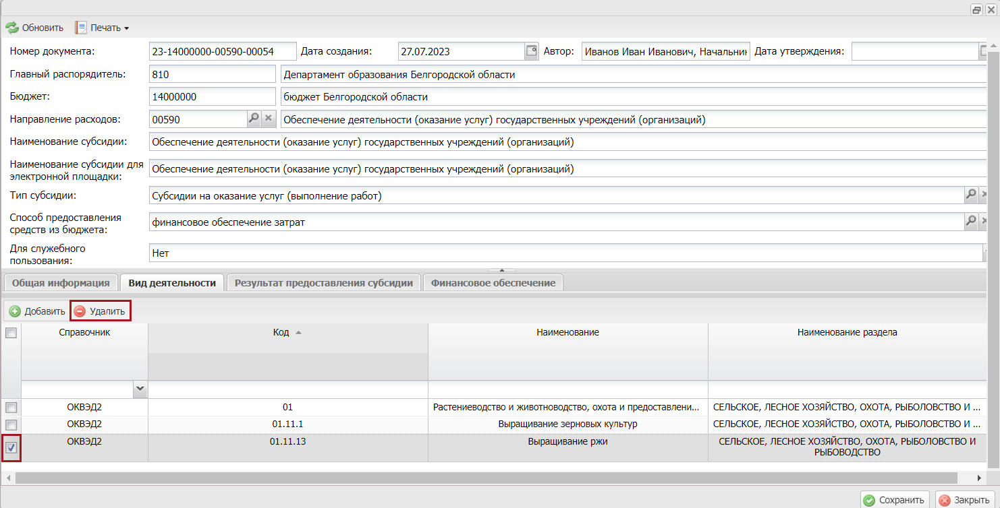 Обновить Печать
Номер документа: 23-14000000-00590-00054 Дата создания: 27.07.2023 Автор: Иванов Иван Иванович, Начальник Дата утверждения:
Главный распорядитель: 810 Департамент образования Белгородской области
Бюджет: 14000000 бюджет Белгородской области
Направление расходов: 00590 Обеспечение деятельности (оказание услуг) государственных учреждений (организаций)
Наименование субсидии: Обеспечение деятельности (оказание услуг) государственных учреждений (организаций)
Наименование субсидии для
электронной площадки: Обеспечение деятельности (оказание услуг) государственных учреждений (организаций)
Тип субсидии: Субсидии на оказание услуг (выполнение работ)
Способ предоставления
средств из бюджета: финансовое обеспечение затрат
Для служебного
пользования: Нет
Общая информация Вид деятельности Результат предоставления субсидии Финансовое обеспечение
Добавить Удалить
Справочник Код Наименование Наименование раздела
ОКВЭД2 01 Растениеводство и животноводство, охота и предоставлени... СЕЛЬСКОЕ, ЛЕСНОЕ ХОЗЯЙСТВО, ОХОТА, РЫБОЛОВСТВО И ...
ОКВЭД2 01.11.1 Выращивание зерновых культур СЕЛЬСКОЕ, ЛЕСНОЕ ХОЗЯЙСТВО, ОХОТА, РЫБОЛОВСТВО И ...
ОКВЭД2 01.11.13 Выращивание ржи СЕЛЬСКОЕ, ЛЕСНОЕ ХОЗЯЙСТВО, ОХОТА, РЫБОЛОВСТВО И
РЫБОВОДСТВО
Сохранить Закрыть